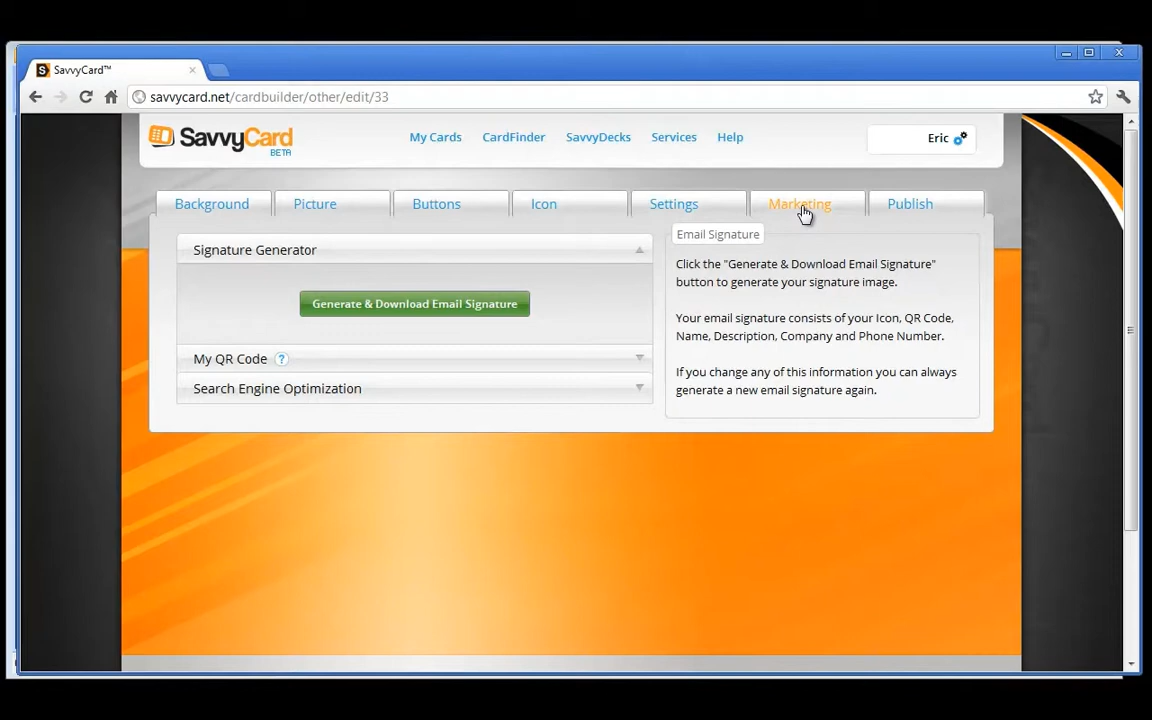 SavvyCard™
savvycard.net/cardbuilder/other/edit/33
SavvyCard
BETA
My Cards CardFinder SavvyDecks Services Help Eric
Background Picture Buttons Icon Settings Marketing Publish
Signature Generator
Generate & Download Email Signature
My QR Code ?
Search Engine Optimization
Email Signature
Click the "Generate & Download Email Signature"
button to generate your signature image.
Your email signature consists of your Icon, QR Code,
Name, Description, Company and Phone Number.
If you change any of this information you can always
generate a new email signature again.